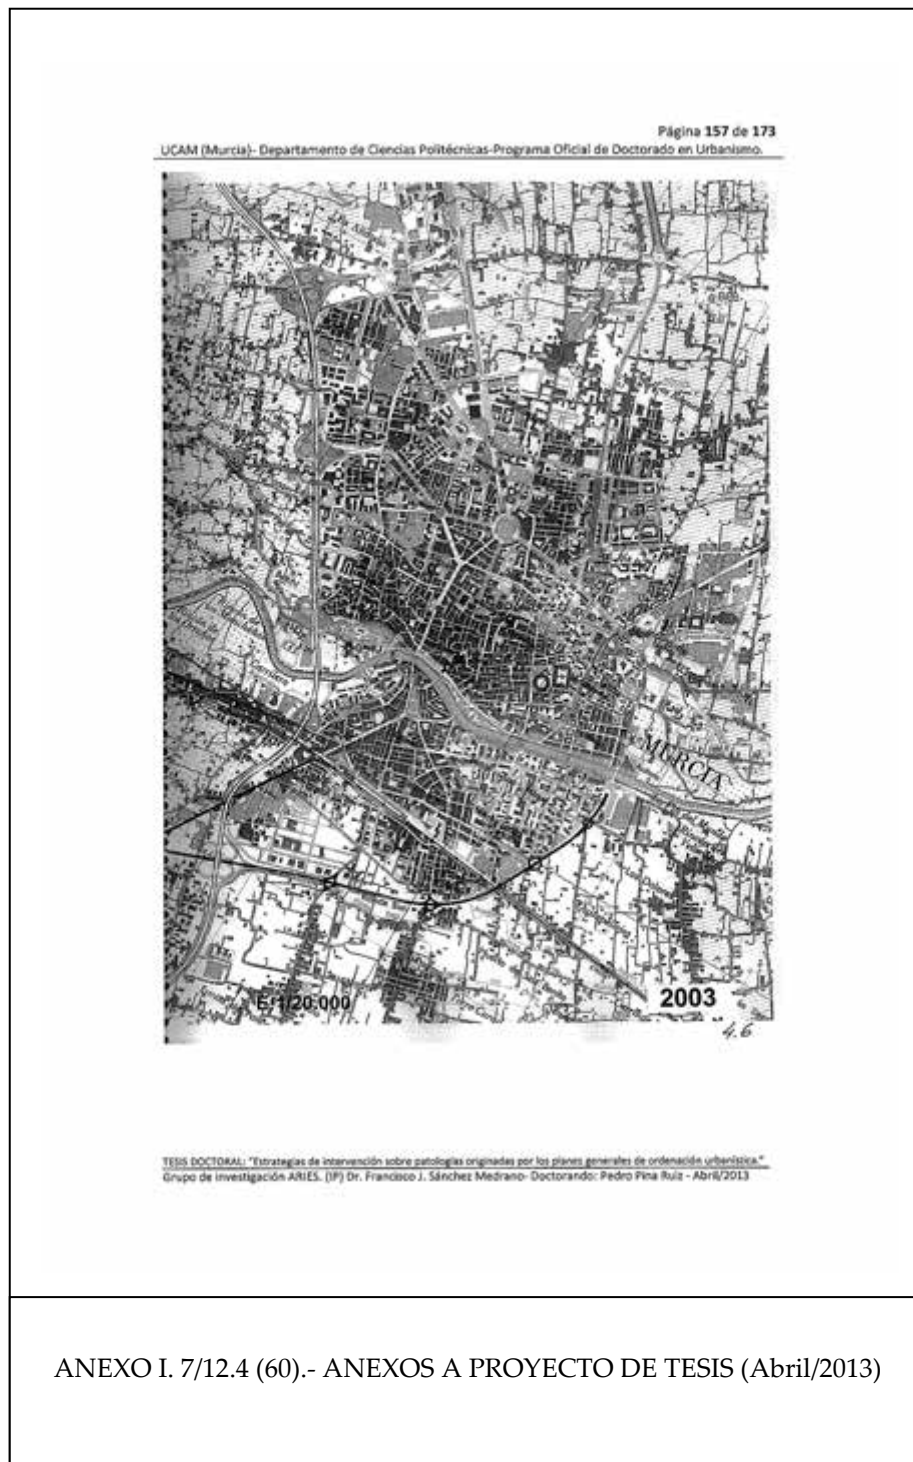 Página 157 de 173
UCAM (Murcia)- Departamento de Ciencias Politécnicas-Programa Oficial de Doctorado en Urbanismo.
MURCIA
E:1/20.000
2003
4.6
TESIS DOCTORAL: "Estrategias de intervención sobre patologías originadas por los planes generales de ordenación urbanística."
Grupo de investigación ARIES. (IP) Dr. Francisco J. Sánchez Medrano- Doctorando: Pedro Pina Ruiz - Abril/2013
ANEXO I. 7/12.4 (60).- ANEXOS A PROYECTO DE TESIS (Abril/2013)